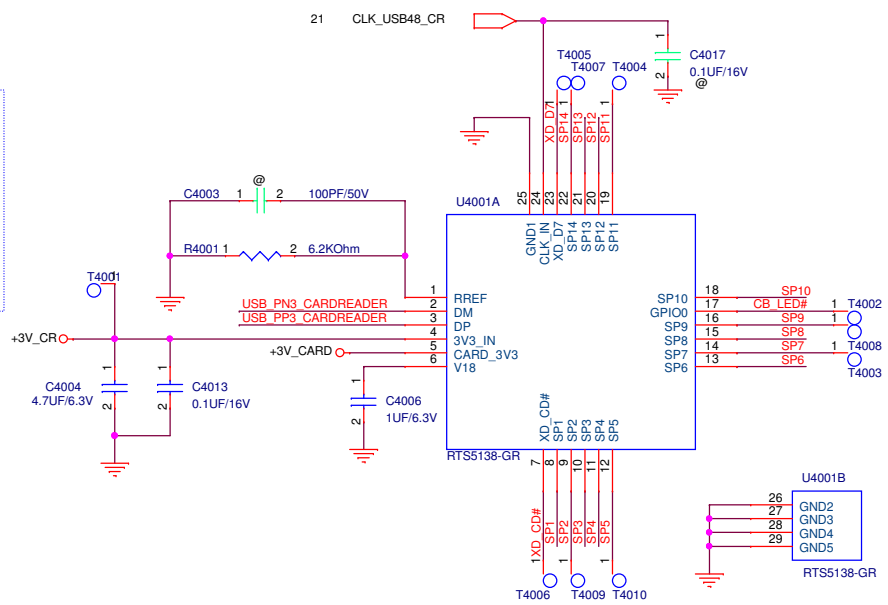 21 CLK_USB48_CR
1
2
C4017
0.1UF/16V
@
T4005
T4007
T4004
1
1
1
XD_D7
SP14
SP13
SP12
SP11
25
24
23
22
21
20
19
@
C4003 1 2 100PF/50V
U4001A
GND1
CLK_IN
XD_D7
SP14
SP13
SP12
SP11
R4001 1 2 6.2KOhm
T4001
1
1 RREF
USB_PN3_CARDREADER 2 DM
USB_PP3_CARDREADER 3 DP
+3V_CR 4 3V3_IN
+3V_CARD 5 CARD_3V3
6 V18
SP10 18 SP10
GPIO0 17 CB_LED# 1 T4002
SP9 16 SP9 1
SP8 15 SP8
SP7 14 SP7 1 T4008
SP6 13 SP6
T4003
1
C4004
4.7UF/6.3V
2
1
C4013
0.1UF/16V
2
1
C4006
1UF/6.3V
2
XD_CD#
SP1
SP2
SP3
SP4
SP5
RTS5138-GR
7
8
9
10
11
12
XD_CD#
SP1
SP2
SP3
SP4
SP5
1
1
1
T4006
T4009
T4010
U4001B
26 GND2
27 GND3
28 GND4
29 GND5
RTS5138-GR